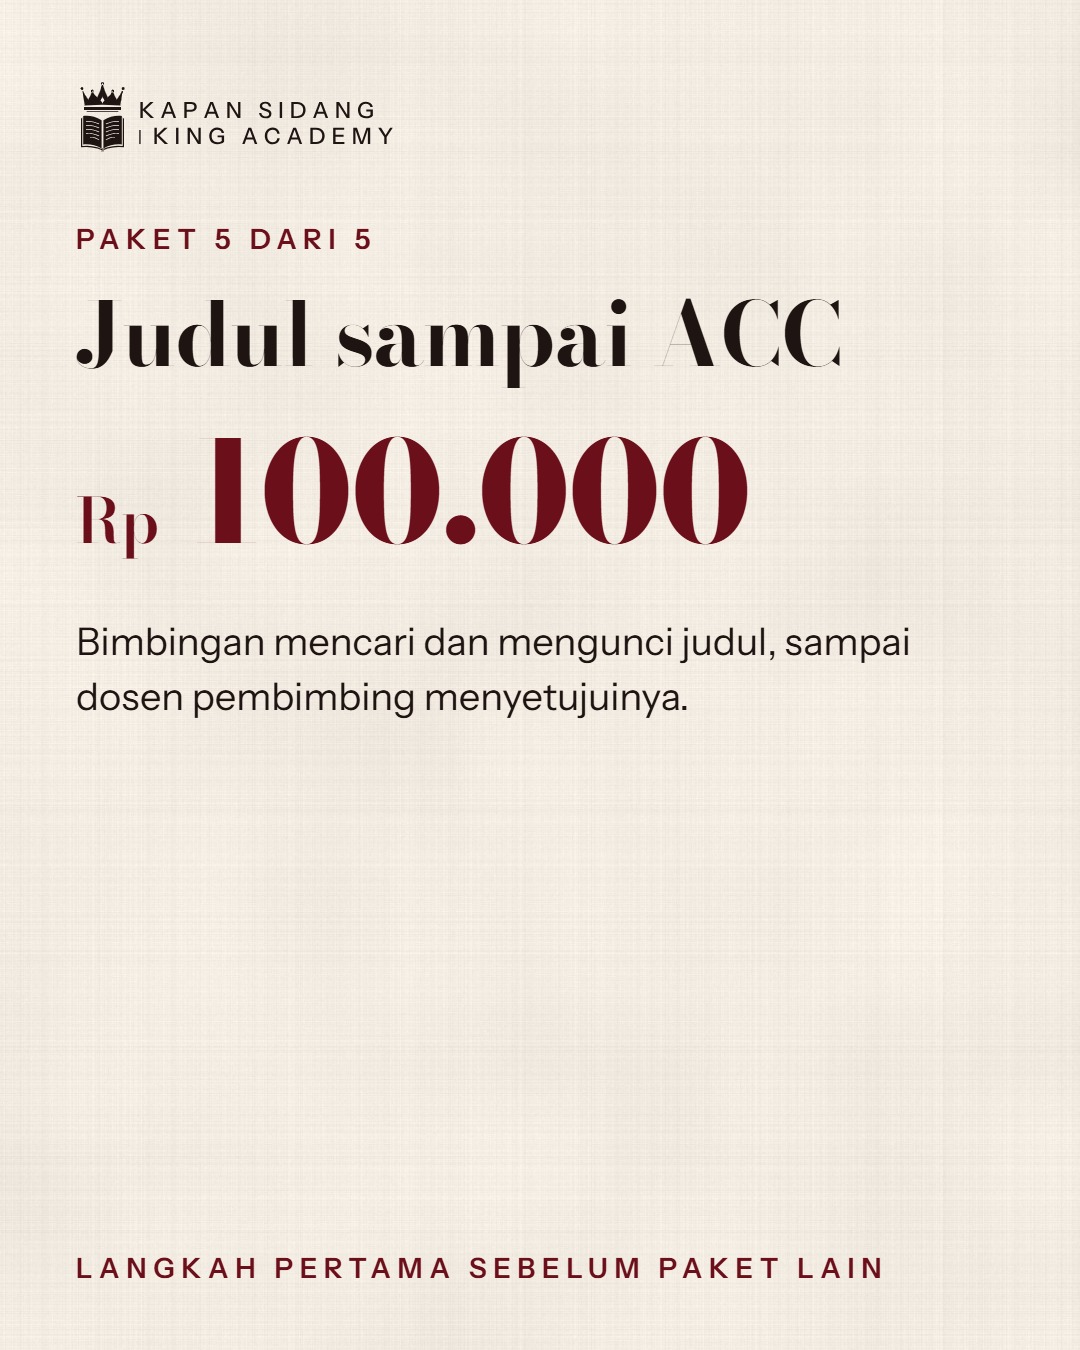 KAPAN SIDANG
| KING ACADEMY
PAKET 5 DARI 5
Judul sampai ACC
Rp 100.000
Bimbingan mencari dan mengunci judul, sampai
dosen pembimbing menyetujuinya.
LANGKAH PERTAMA SEBELUM PAKET LAIN